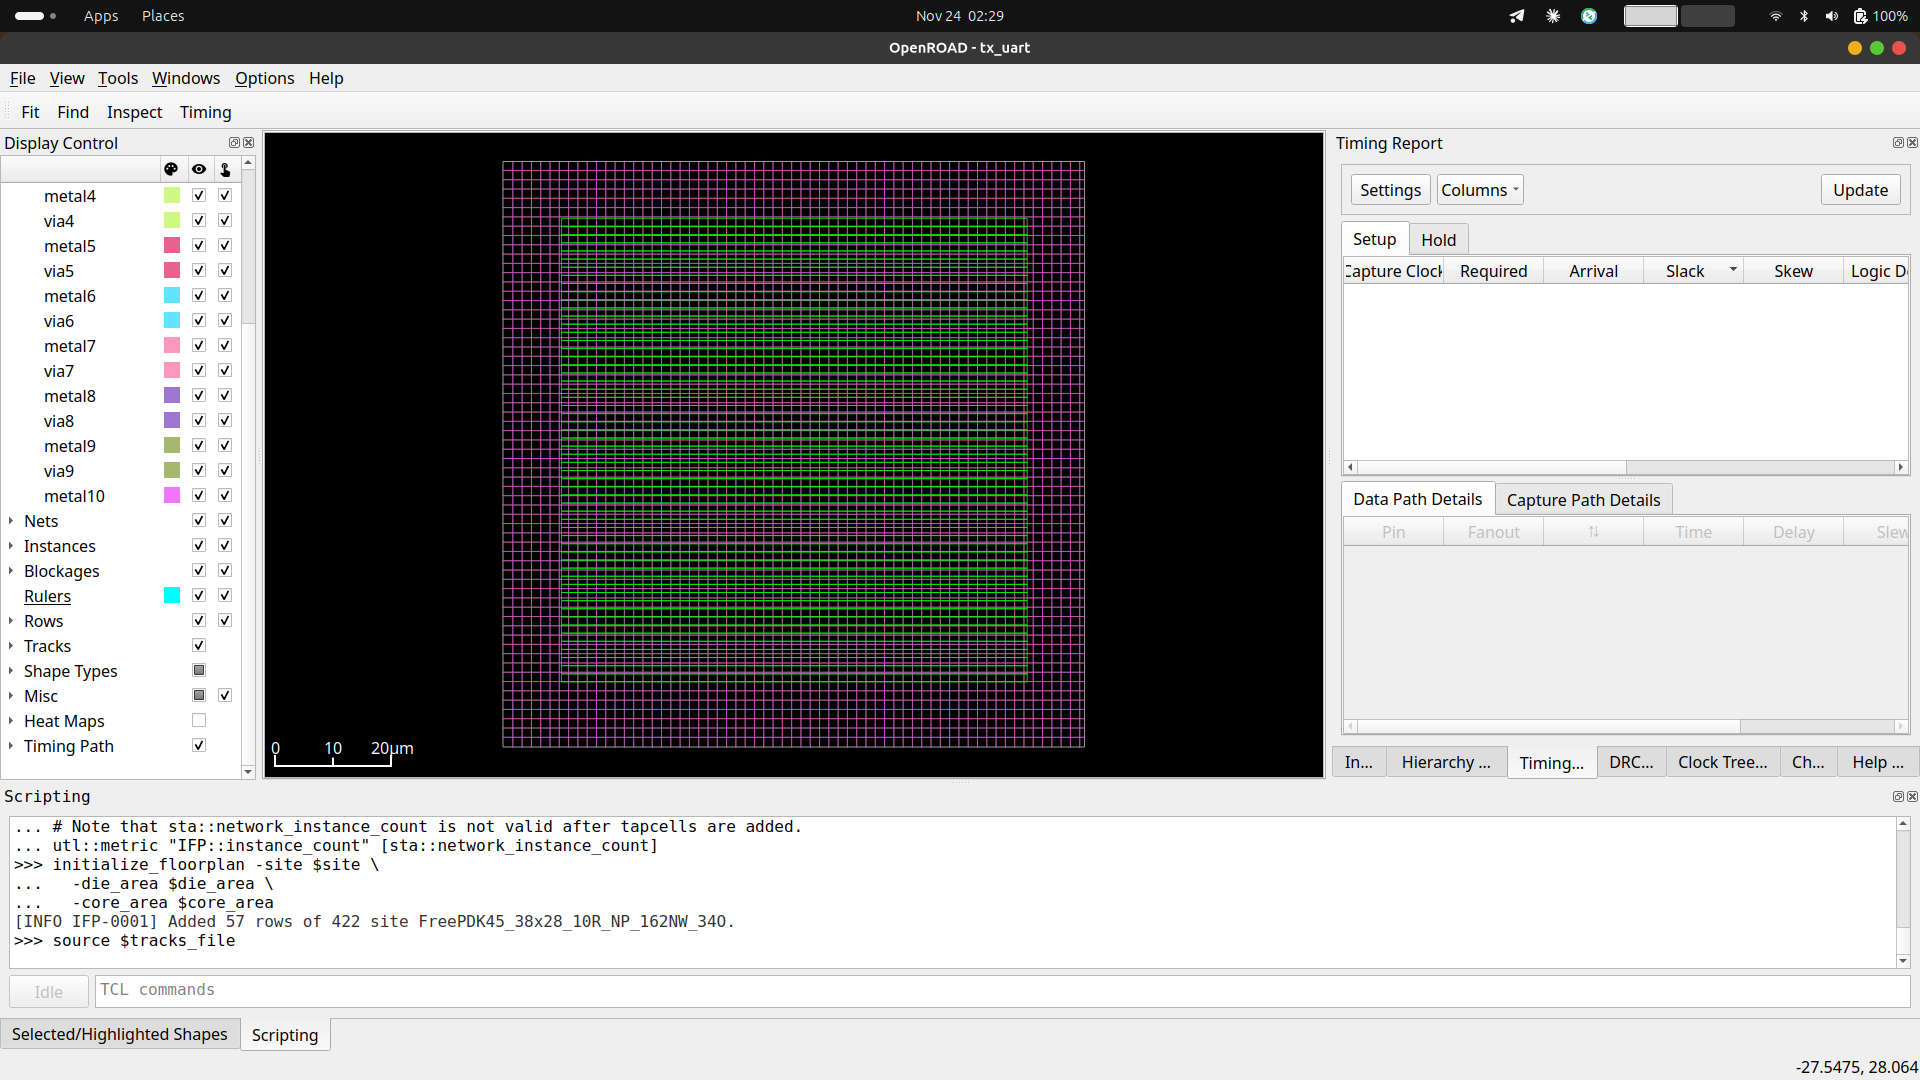 Apps Places Nov 24 02:29 100%
OpenROAD - tx_uart
File View Tools Windows Options Help
Fit Find Inspect Timing
Display Control
metal4
via4
metal5
via5
metal6
via6
metal7
via7
metal8
via8
metal9
via9
metal10
Nets
Instances
Blockages
Rulers
Rows
Tracks
Shape Types
Misc
Heat Maps
Timing Path
0 10 20μm
Timing Report
Settings Columns Update
Setup Hold
Capture Clock Required Arrival Slack Skew Logic De
Data Path Details Capture Path Details
Pin Fanout ⇅ Time Delay Slew
In... Hierarchy ... Timing... DRC... Clock Tree... Ch... Help ...
Scripting
... # Note that sta::network_instance_count is not valid after tapcells are added.
... utl::metric "IFP::instance_count" [sta::network_instance_count]
>>> initialize_floorplan -site $site \
...   -die_area $die_area \
...   -core_area $core_area
[INFO IFP-0001] Added 57 rows of 422 site FreePDK45_38x28_10R_NP_162NW_34O.
>>> source $tracks_file
Idle TCL commands
Selected/Highlighted Shapes Scripting
-27.5475, 28.064